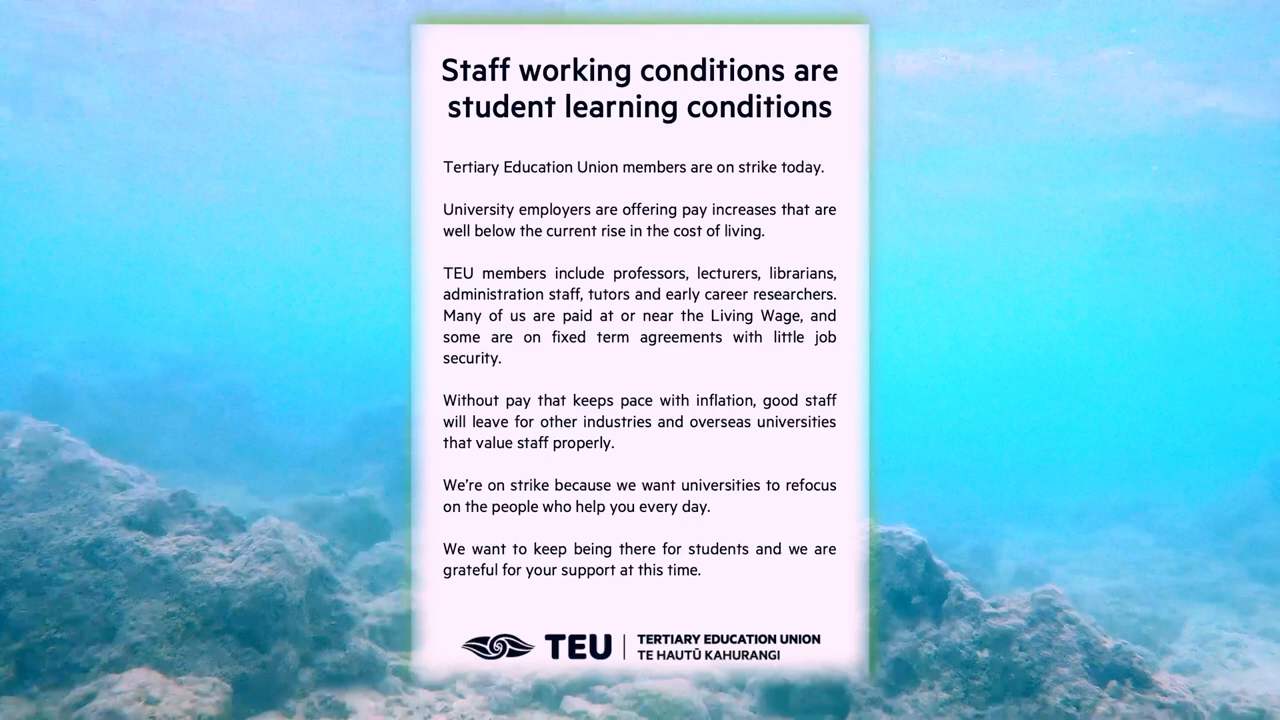 Staff working conditions are
student learning conditions
Tertiary Education Union members are on strike today.
University employers are offering pay increases that are
well below the current rise in the cost of living.
TEU members include professors, lecturers, librarians,
administration staff, tutors and early career researchers.
Many of us are paid at or near the Living Wage, and
some are on fixed term agreements with little job
security.
Without pay that keeps pace with inflation, good staff
will leave for other industries and overseas universities
that value staff properly.
We're on strike because we want universities to refocus
on the people who help you every day.
We want to keep being there for students and we are
grateful for your support at this time.
TEU
TERTIARY EDUCATION UNION
TE HAUTŪ KAHURANGI